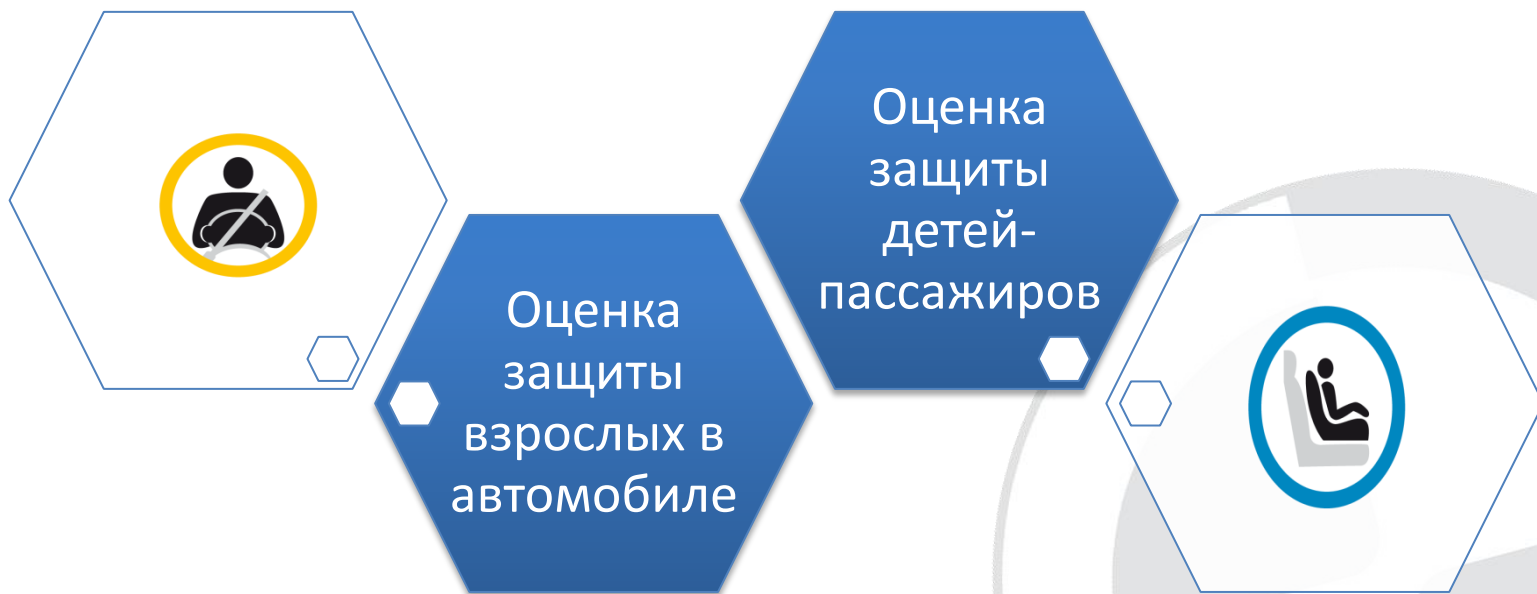 Оценка
защиты
взрослых в
автомобиле
Оценка
защиты
детей-
пассажиров